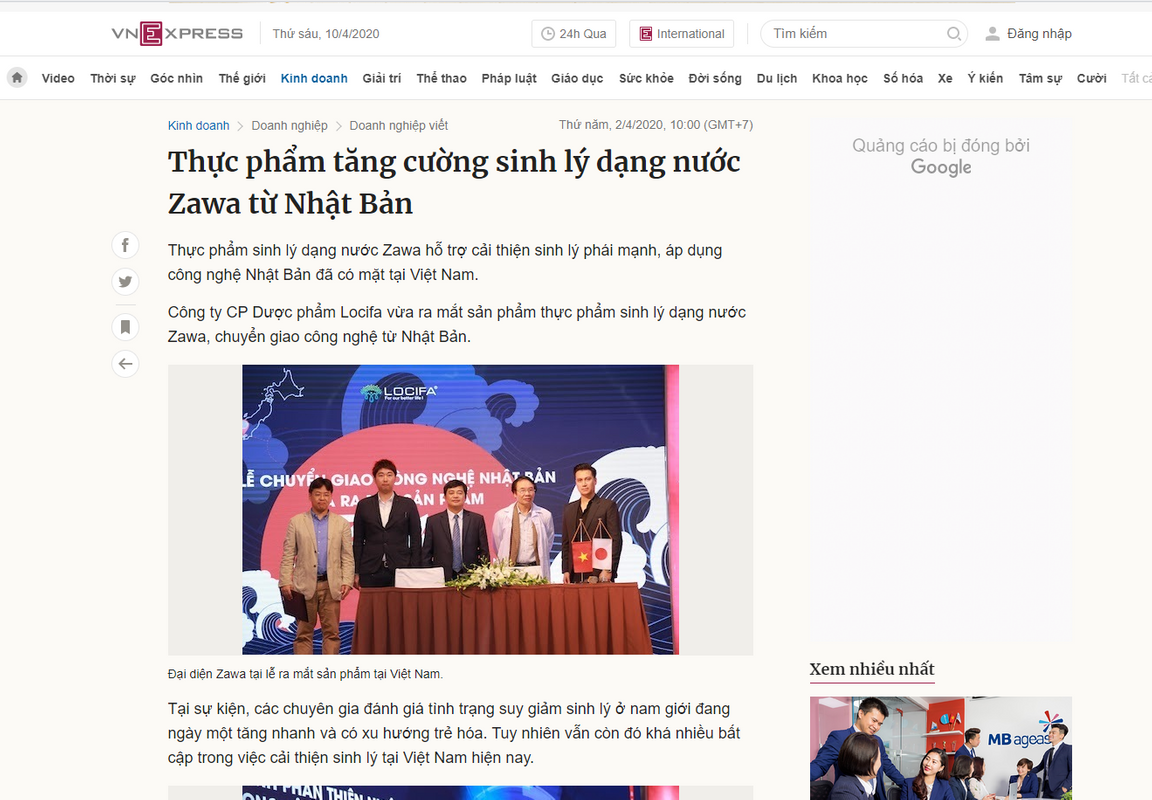 VNEXPRESS
Thứ sáu, 10/4/2020
24h Qua
International
Tìm kiếm
Đăng nhập
Video Thời sự Góc nhìn Thế giới Kinh doanh Giải trí Thể thao Pháp luật Giáo dục Sức khỏe Đời sống Du lịch Khoa học Số hóa Xe Ý kiến Tâm sự Cười Tất cả
Kinh doanh > Doanh nghiệp > Doanh nghiệp viết
Thứ năm, 2/4/2020, 10:00 (GMT+7)
Thực phẩm tăng cường sinh lý dạng nước
Zawa từ Nhật Bản
Thực phẩm sinh lý dạng nước Zawa hỗ trợ cải thiện sinh lý phái mạnh, áp dụng
công nghệ Nhật Bản đã có mặt tại Việt Nam.
Công ty CP Dược phẩm Locifa vừa ra mắt sản phẩm thực phẩm sinh lý dạng nước
Zawa, chuyển giao công nghệ từ Nhật Bản.
LOCIFA
For our better life!
LỄ CHUYỂN GIAO CÔNG NGHỆ NHẬT BẢN
RA SẢN PHẨM
Đại diện Zawa tại lễ ra mắt sản phẩm tại Việt Nam.
Tại sự kiện, các chuyên gia đánh giá tình trạng suy giảm sinh lý ở nam giới đang
ngày một tăng nhanh và có xu hướng trẻ hóa. Tuy nhiên vẫn còn đó khá nhiều bất
cập trong việc cải thiện sinh lý tại Việt Nam hiện nay.
PHẦN THIÊN
Quảng cáo bị đóng bởi
Google
Xem nhiều nhất
MB ageas